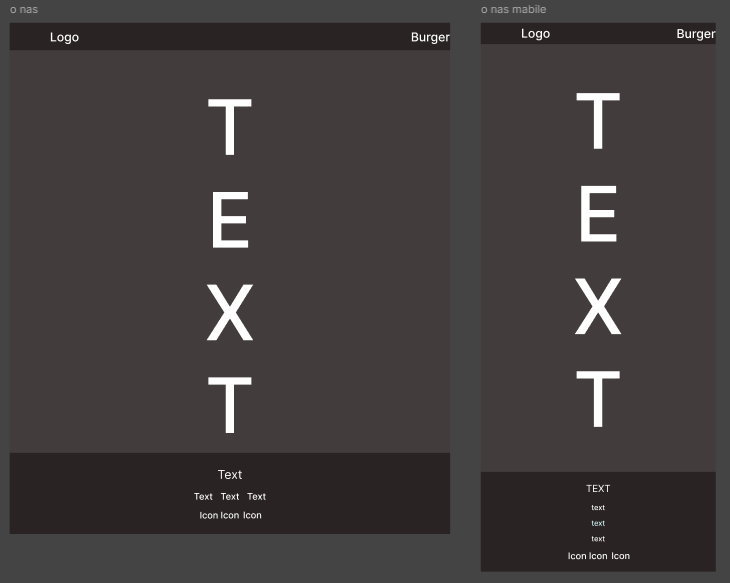 o nas
Logo Burger
T
E
X
T
Text
Text Text Text
Icon Icon Icon
o nas mabile
Logo Burger
T
E
X
T
TEXT
text
text
text
Icon Icon Icon